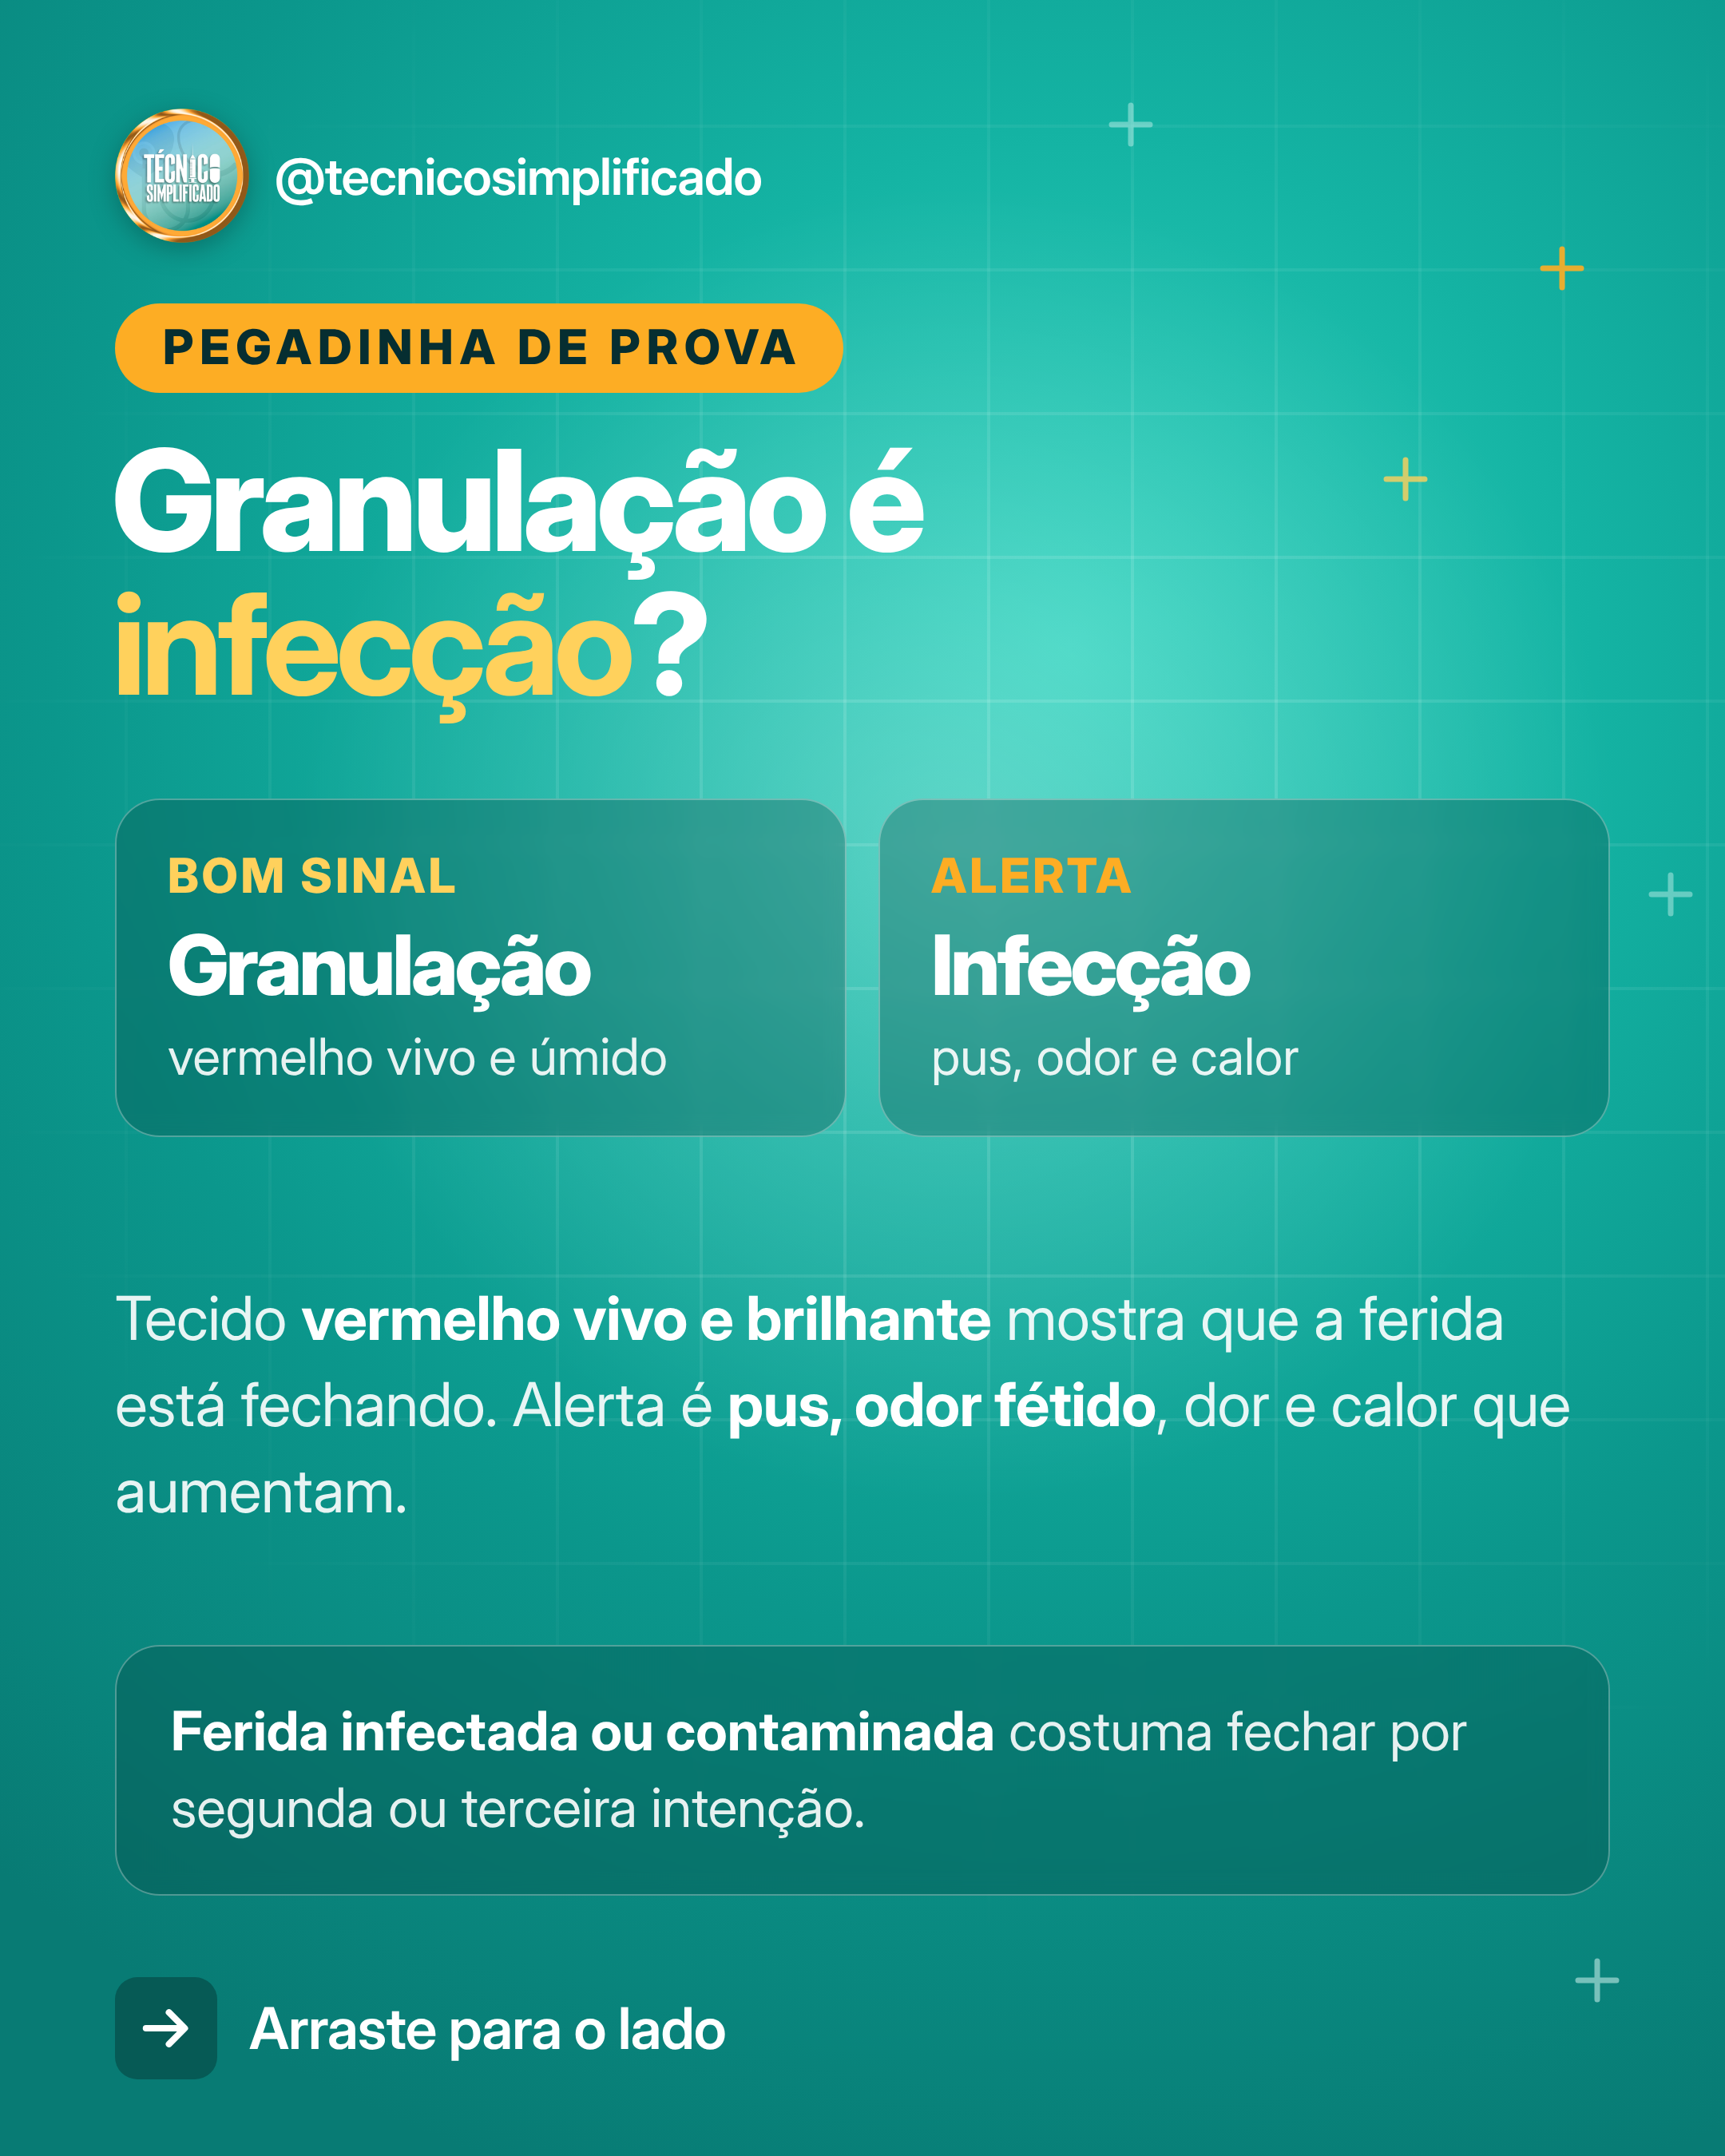 TÉCNICO
SIMPLIFICADO
@tecnicosimplificado
PEGADINHA DE PROVA
Granulação é
infecção?
BOM SINAL
Granulação
vermelho vivo e úmido
ALERTA
Infecção
pus, odor e calor
Tecido vermelho vivo e brilhante mostra que a ferida
está fechando. Alerta é pus, odor fétido, dor e calor que
aumentam.
Ferida infectada ou contaminada costuma fechar por
segunda ou terceira intenção.
Arraste para o lado